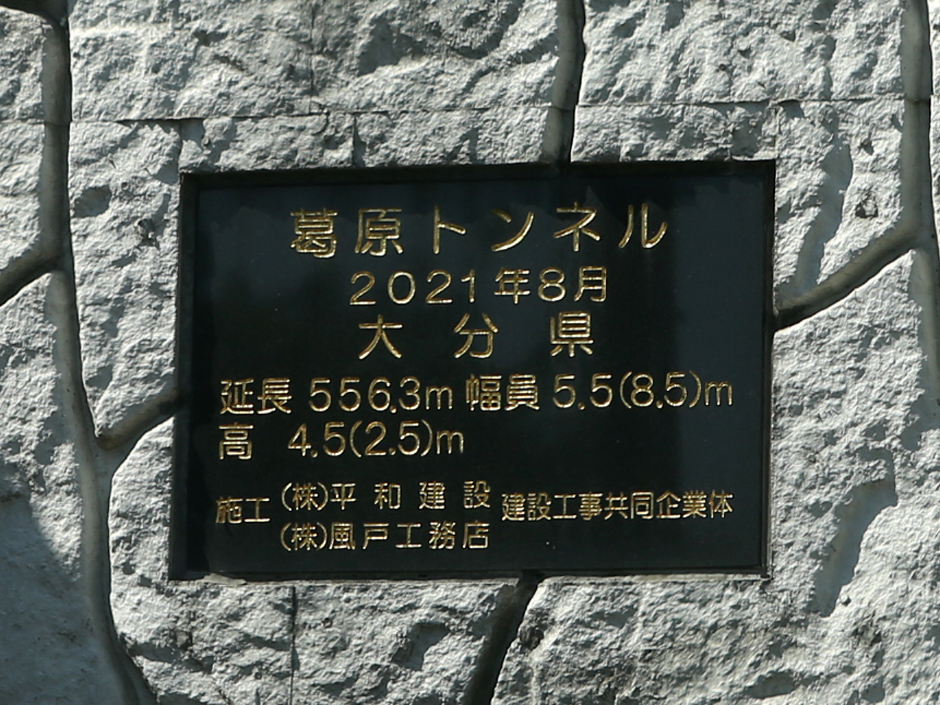 葛原トンネル
2021年8月
大分県
延長 556.3m 幅員 5.5(8.5)m
高 4.5(2.5)m
施工 (株)平和建設 建設工事共同企業体
(株)風戸工務店